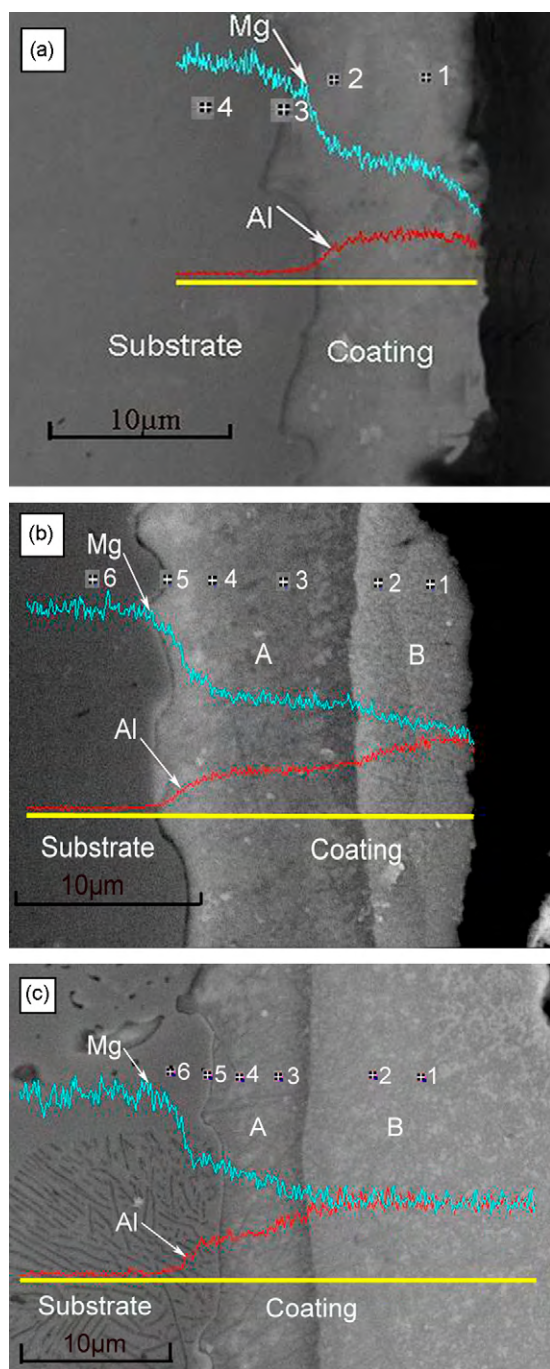 (a)
Mg
2
1
4
3
Al
Substrate
Coating
10μm
(b)
Mg
6
5
4
3
2
1
A
B
Al
Substrate
Coating
10μm
(c)
Mg
6
5
4
3
2
1
A
B
Al
Substrate
Coating
10μm